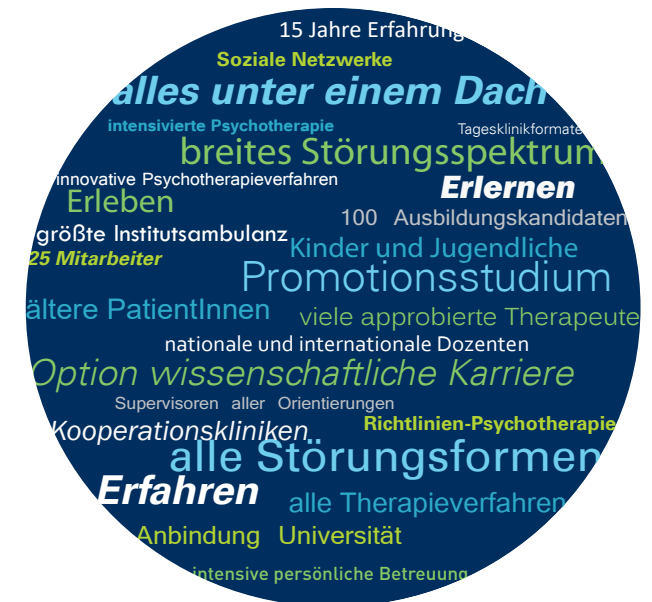 15 Jahre Erfahrung
Soziale Netzwerke
alles unter einem Dach
intensivierte Psychotherapie
Tagesklinikformate
breites Störungsspektrum
innovative Psychotherapieverfahren
Erleben
Erlernen
100 Ausbildungskandidaten
größte Institutsambulanz
Kinder und Jugendliche
25 Mitarbeiter
Promotionsstudium
ältere PatientInnen
viele approbierte Therapeute
nationale und internationale Dozenten
Option wissenschaftliche Karriere
Supervisoren aller Orientierungen
Richtlinien-Psychotherapie
Kooperationskliniken
alle Störungsformen
Erfahren
alle Therapieverfahren
Anbindung Universität
intensive persönliche Betreuung